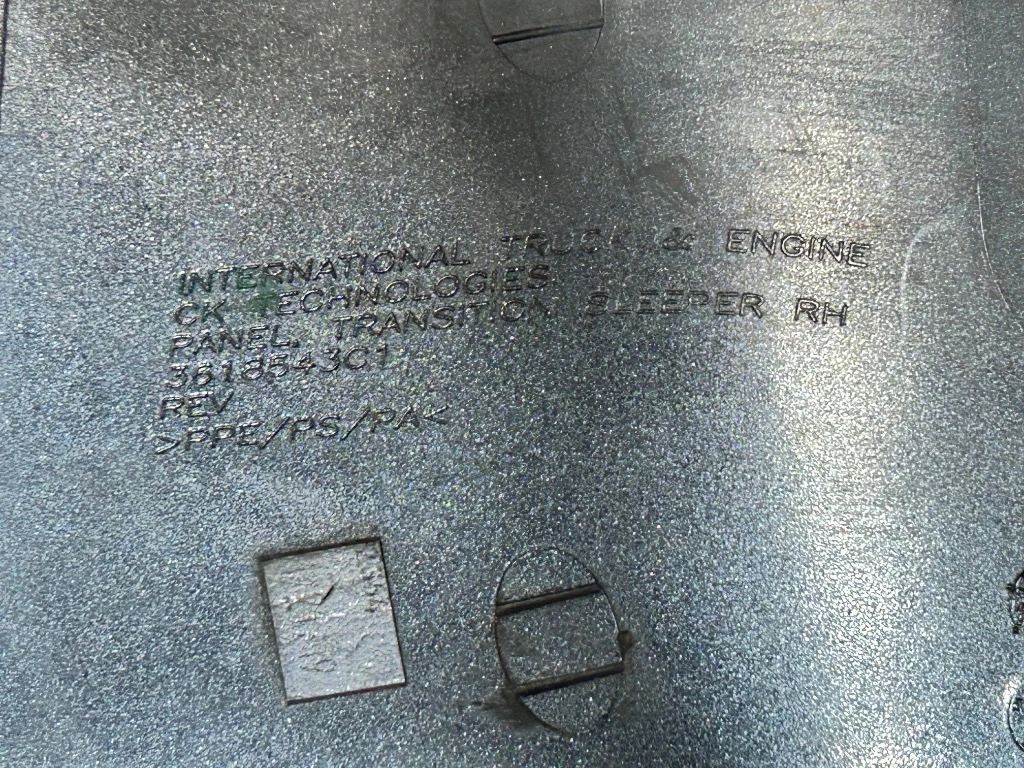 INTERNATIONAL TRUCK & ENGINE
CK TECHNOLOGIES
PANEL, TRANSITION SLEEPER RH
3618543C1
REV
>PPE/PS/PA<